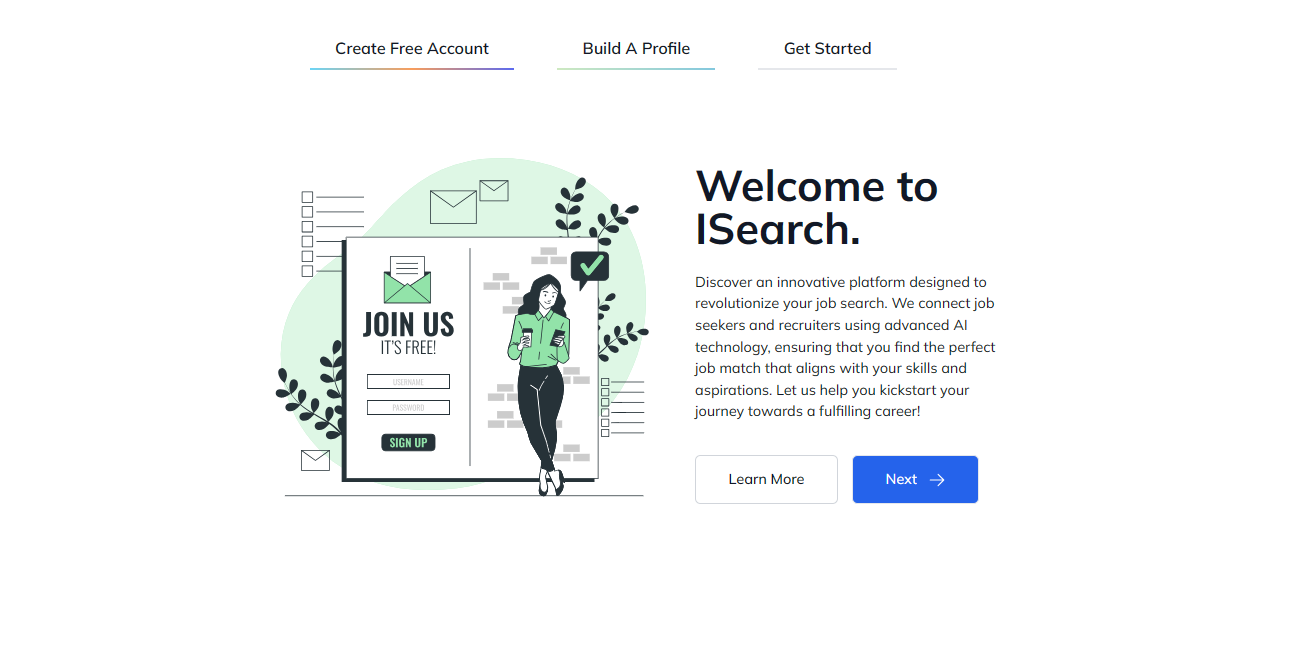 Create Free Account
Build A Profile
Get Started
JOIN US
IT'S FREE!
USERNAME
PASSWORD
SIGN UP
Welcome to
ISearch.
Discover an innovative platform designed to
revolutionize your job search. We connect job
seekers and recruiters using advanced AI
technology, ensuring that you find the perfect
job match that aligns with your skills and
aspirations. Let us help you kickstart your
journey towards a fulfilling career!
Learn More
Next